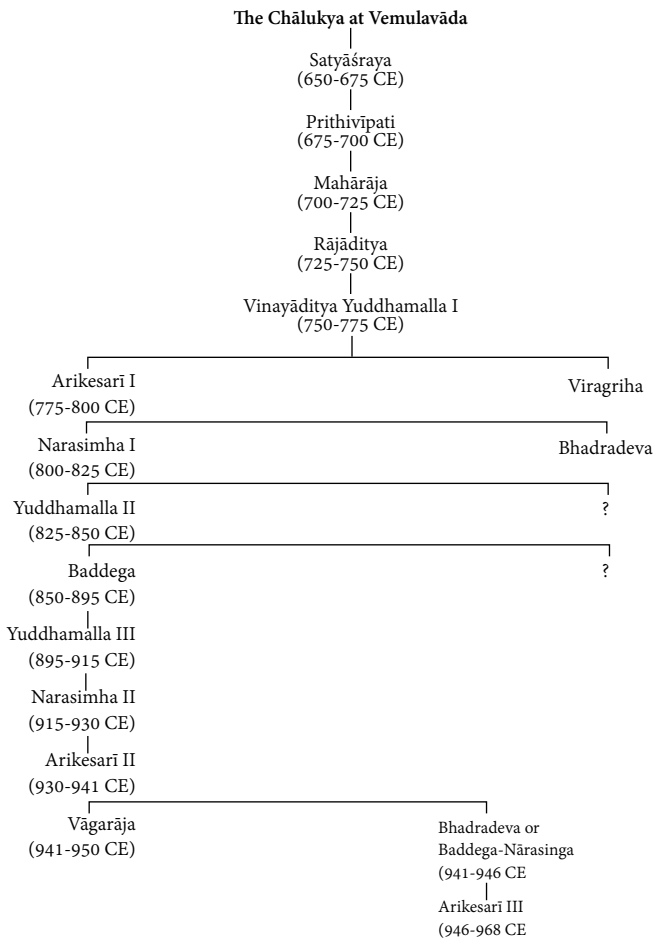 The Chālukya at Vemulavāda
Satyāśraya
(650-675 CE)
Prithivīpati
(675-700 CE)
Mahārāja
(700-725 CE)
Rājāditya
(725-750 CE)
Vinayāditya Yuddhamalla I
(750-775 CE)
Arikesarī I
(775-800 CE)
Viragriha
Narasimha I
(800-825 CE)
Bhadradeva
Yuddhamalla II
(825-850 CE)
?
Baddega
(850-895 CE)
?
Yuddhamalla III
(895-915 CE)
Narasimha II
(915-930 CE)
Arikesarī II
(930-941 CE)
Vāgarāja
(941-950 CE)
Bhadradeva or
Baddega-Nārasinga
(941-946 CE
Arikesarī III
(946-968 CE